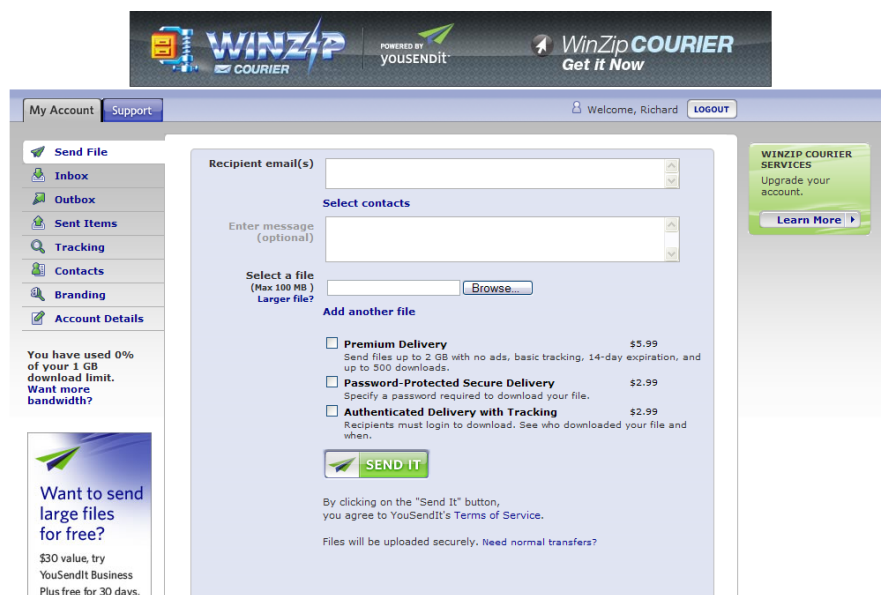 WINZIP
COURIER
POWERED BY
YOUSENDIT
WinZip COURIER
Get it Now
My Account
Support
Welcome, Richard
LOGOUT
Send File
Inbox
Outbox
Sent Items
Tracking
Contacts
Branding
Account Details
You have used 0%
of your 1 GB
download limit.
Want more
bandwidth?
Want to send
large files
for free?
$30 value, try
YouSendIt Business
Plus free for 30 days.
Recipient email(s)
Select contacts
Enter message
(optional)
Select a file
(Max 100 MB )
Larger file?
Browse...
Add another file
Premium Delivery $5.99
Send files up to 2 GB with no ads, basic tracking, 14-day expiration, and
up to 500 downloads.
Password-Protected Secure Delivery $2.99
Specify a password required to download your file.
Authenticated Delivery with Tracking $2.99
Recipients must login to download. See who downloaded your file and
when.
SEND IT
By clicking on the "Send It" button,
you agree to YouSendIt's Terms of Service.
Files will be uploaded securely. Need normal transfers?
WINZIP COURIER
SERVICES
Upgrade your
account.
Learn More